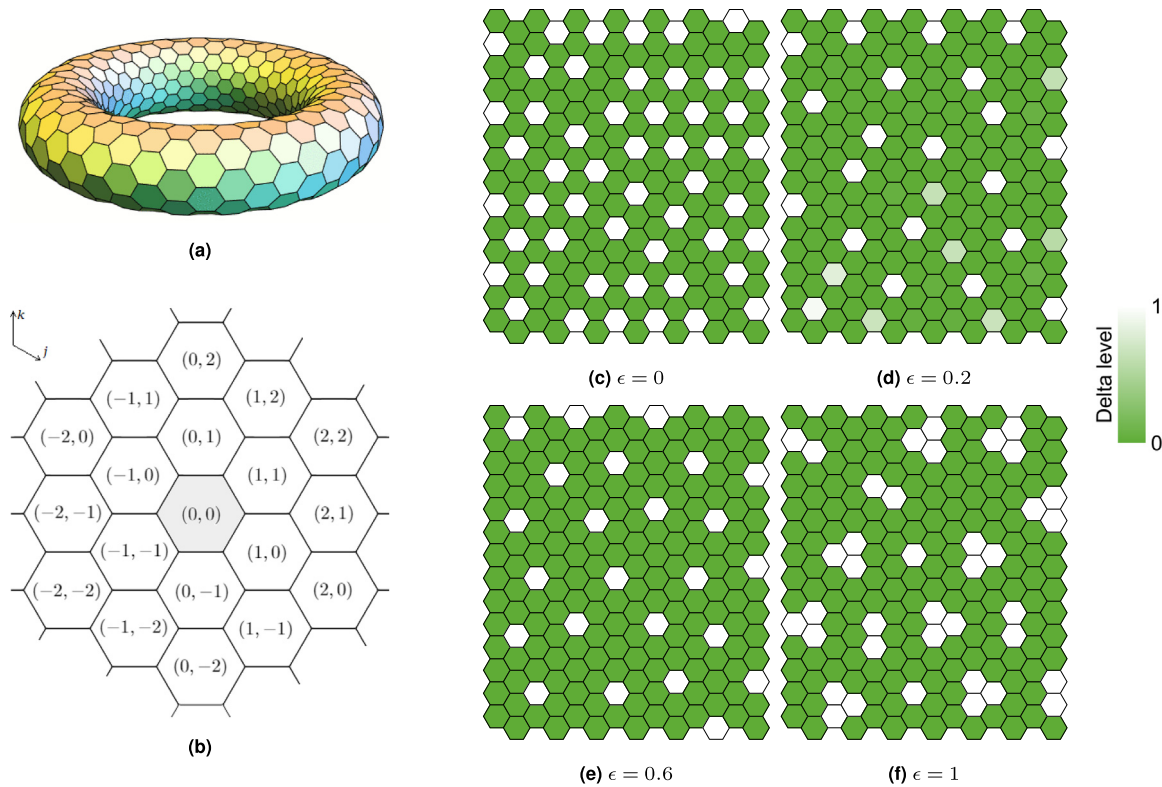 (a)
k
j
(0, 2)
(−1, 1)
(1, 2)
(−2, 0)
(0, 1)
(2, 2)
(−1, 0)
(1, 1)
(−2, −1)
(0, 0)
(2, 1)
(−1, −1)
(1, 0)
(−2, −2)
(0, −1)
(2, 0)
(−1, −2)
(1, −1)
(0, −2)
(b)
(c) ϵ = 0
(d) ϵ = 0.2
(e) ϵ = 0.6
(f) ϵ = 1
Delta level
1
0